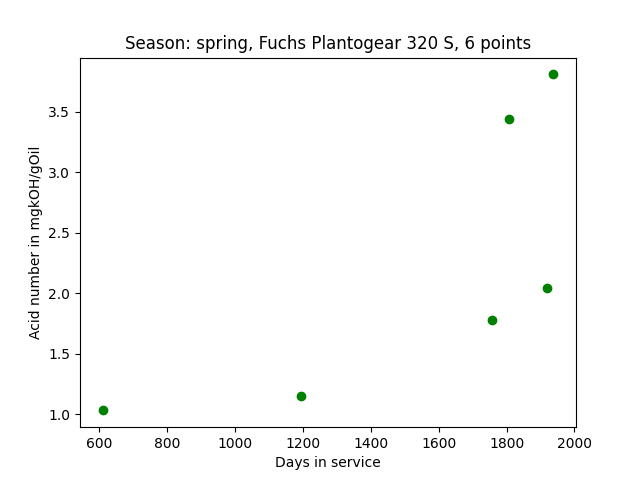 Season: spring, Fuchs Plantogear 320 S, 6 points
Acid number in mgkOH/gOil
3.5
3.0
2.5
2.0
1.5
1.0
600 800 1000 1200 1400 1600 1800 2000
Days in service